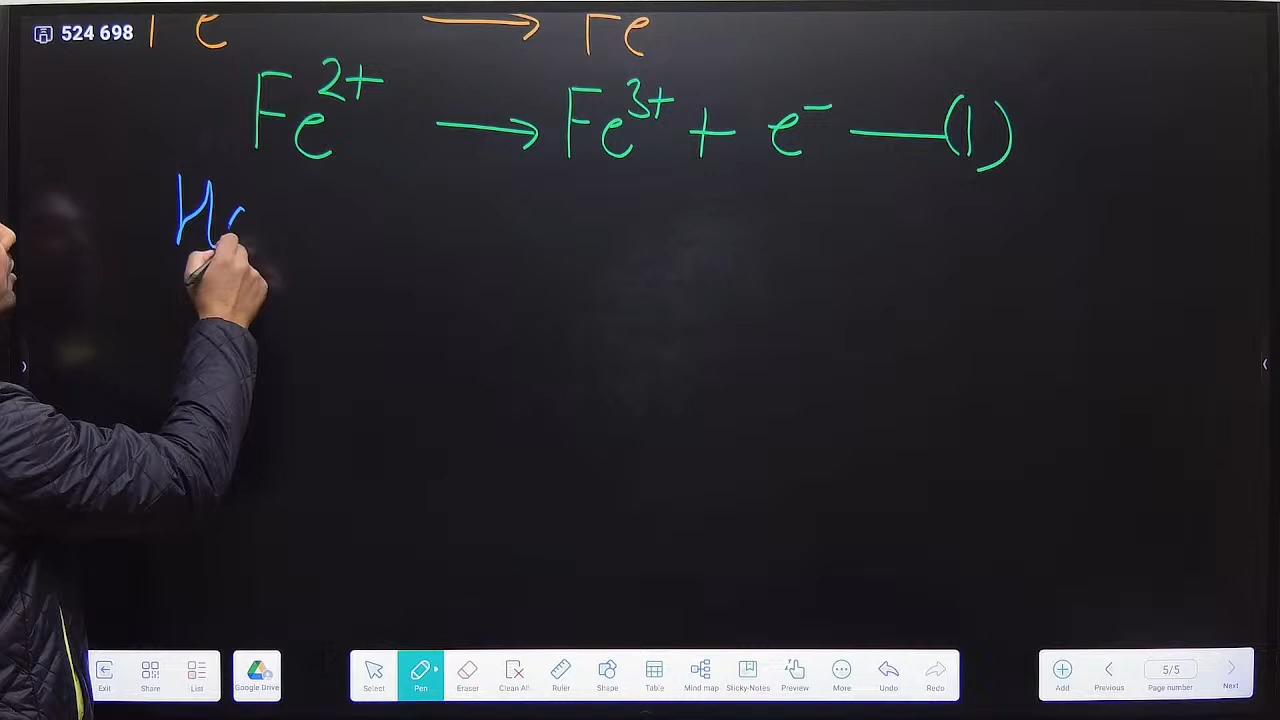 524 698
Fe → Fe
Fe²⁺ → Fe³⁺ + e⁻ —(1)
H
Exit Share List Google Drive Select Pen Eraser Clean All Ruler Shape Table Mind map Sticky-Notes Preview More Undo Redo Add Previous 5/5 Page number Next